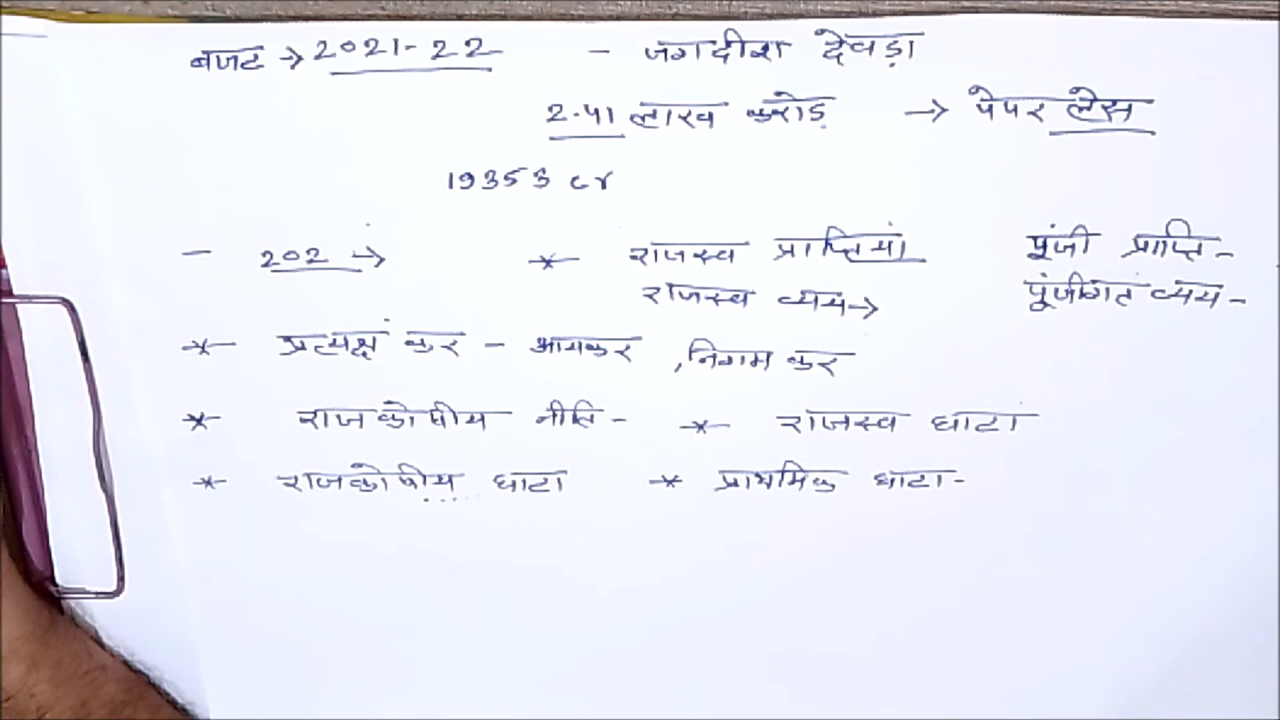 बजट → 2021-22 - जगदीश देवड़ा
2.41 लाख करोड़ → पेपर लेस
19353 cr
- 202 → * राजस्व प्राप्तियां पूंजी प्राप्ति -
राजस्व व्यय → पूंजीगत व्यय -
* प्रत्यक्ष कर - आयकर , निगम कर
* राजकोषीय नीति - * राजस्व घाटा
* राजकोषीय घाटा * प्राथमिक घाटा -